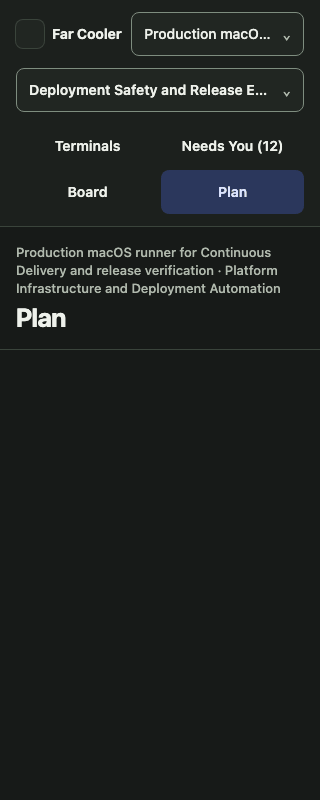 Far Cooler
Production macO...
Deployment Safety and Release E...
Terminals
Needs You (12)
Board
Plan
Production macOS runner for Continuous
Delivery and release verification · Platform
Infrastructure and Deployment Automation
Plan